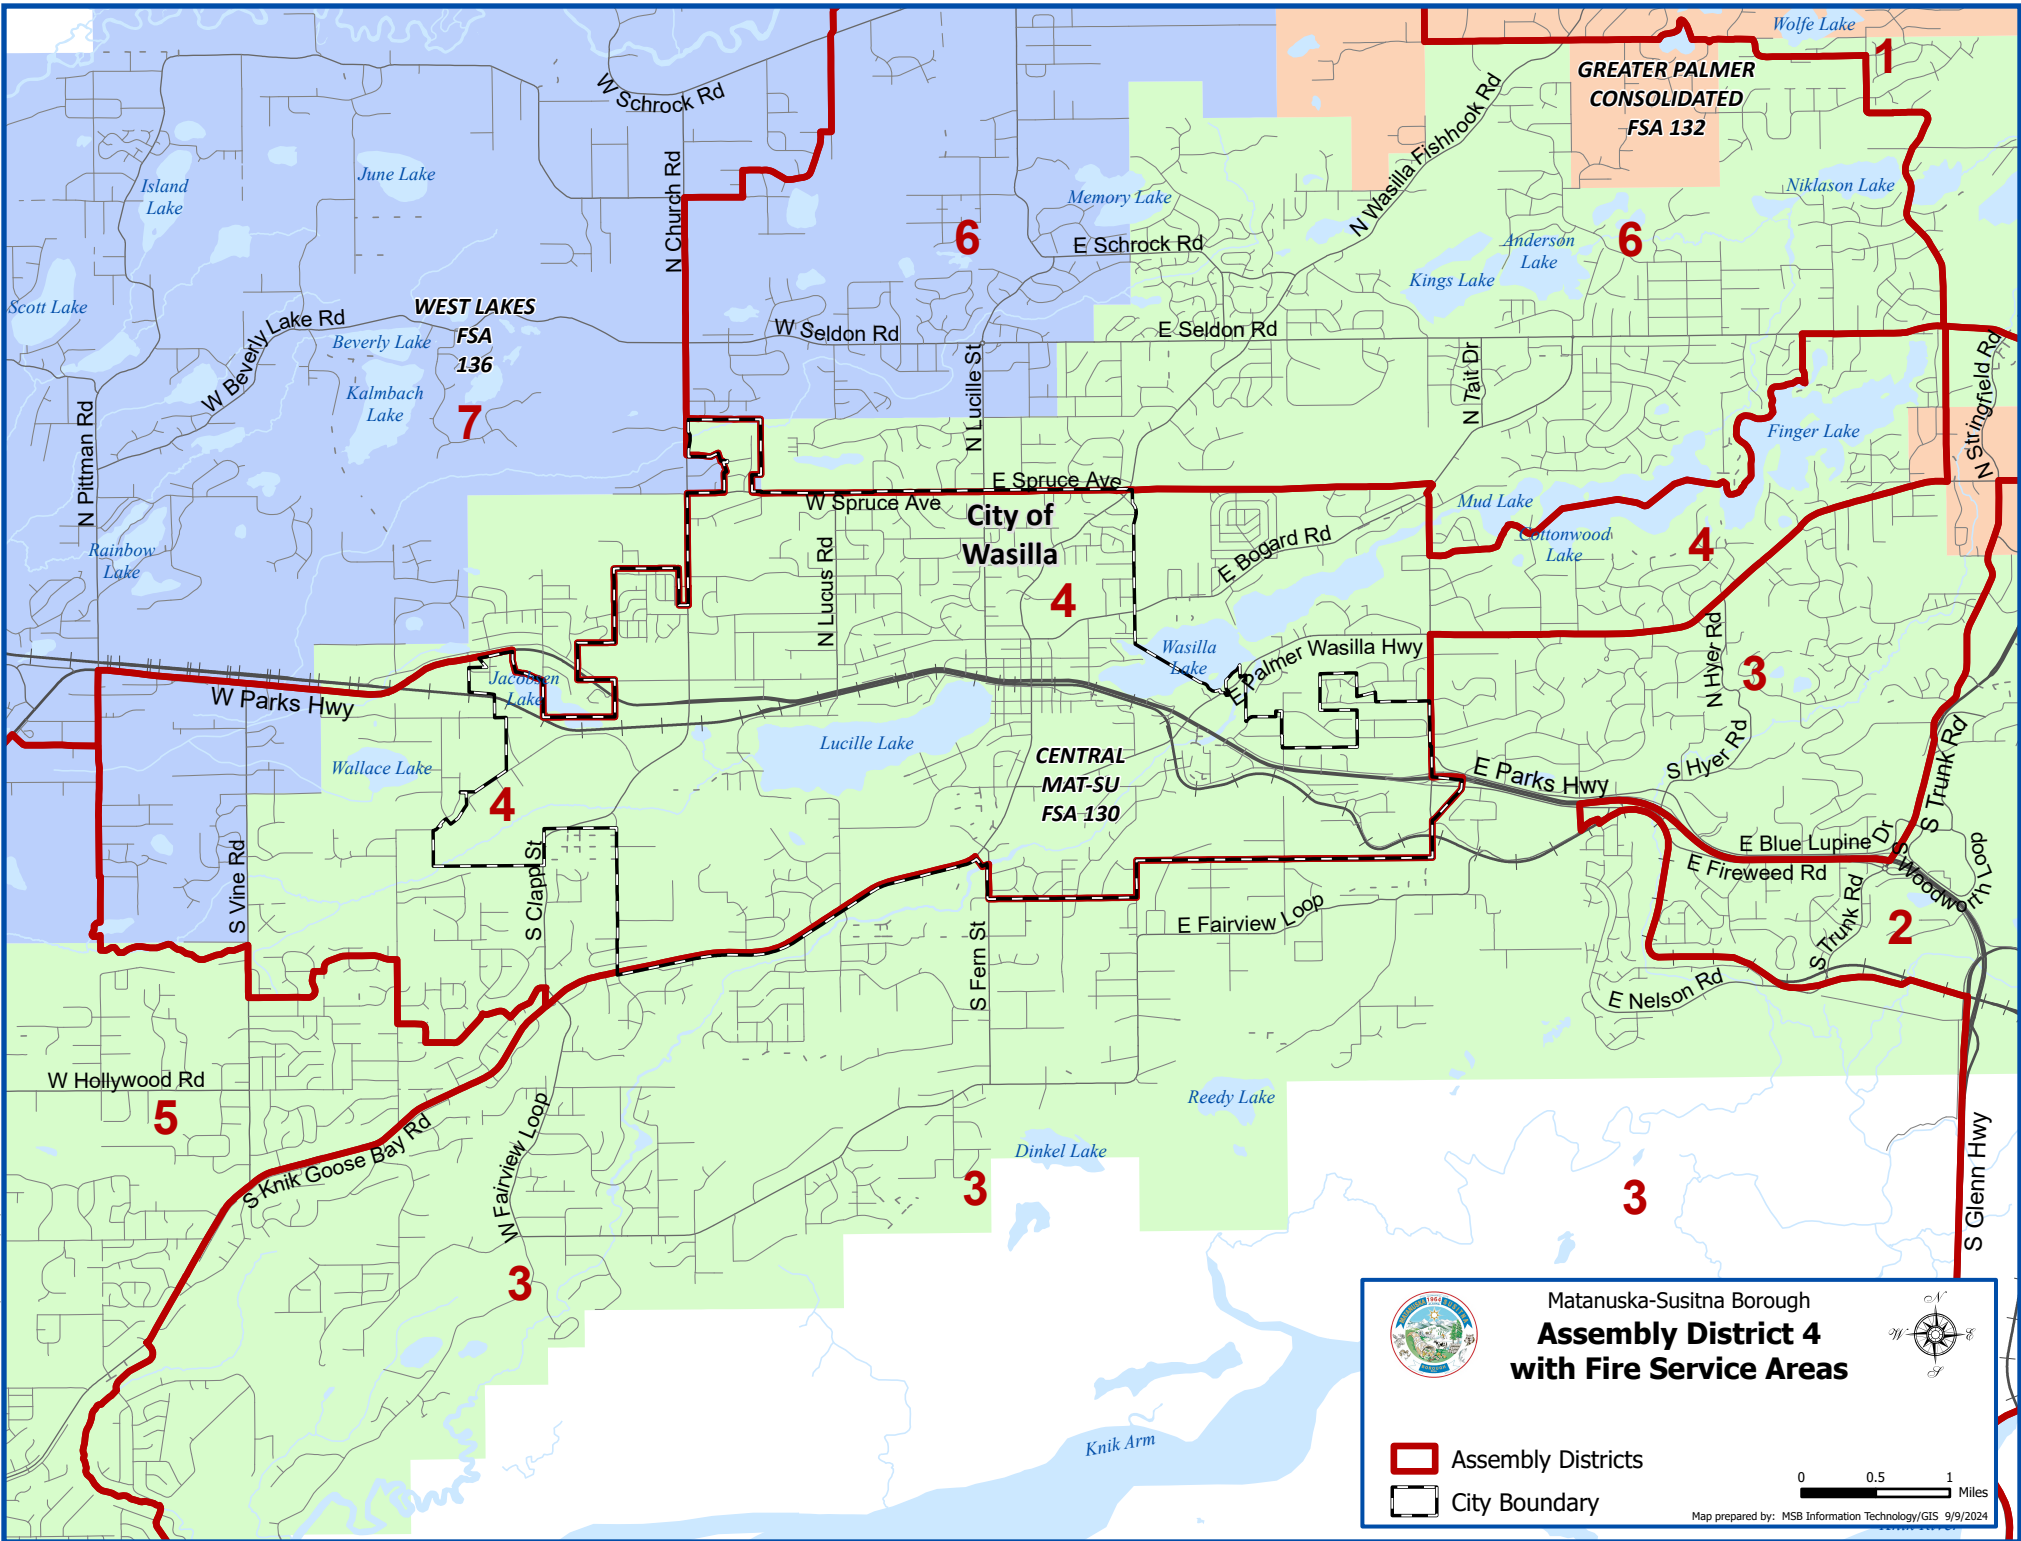 Wolfe Lake
1
GREATER PALMER
CONSOLIDATED
FSA 132
W Schrock Rd
N Wasilla Fishhook Rd
June Lake
Island
Lake
N Church Rd
Memory Lake
Niklason Lake
6
E Schrock Rd
6
Anderson
Lake
Kings Lake
Scott Lake
WEST LAKES
FSA
136
W Beverly Lake Rd
Beverly Lake
W Seldon Rd
E Seldon Rd
N Stringfield Rd
N Lucille St
N Tait Dr
Kalmbach
Lake
7
N Pittman Rd
Finger Lake
E Spruce Ave
W Spruce Ave
Mud Lake
City of
Wasilla
Cottonwood
Lake
4
Rainbow
Lake
E Bogard Rd
N Lucus Rd
4
Wasilla
Lake
E Palmer Wasilla Hwy
N Hyer Rd
3
Jacobsen
Lake
W Parks Hwy
Lucille Lake
CENTRAL
MAT-SU
FSA 130
Wallace Lake
S Hyer Rd
E Parks Hwy
S Trunk Rd
4
E Blue Lupine Dr
E Fireweed Rd
S Woodworth Loop
S Vine Rd
S Clapp St
S Trunk Rd
2
E Fairview Loop
S Fern St
E Nelson Rd
W Hollywood Rd
5
Reedy Lake
S Knik Goose Bay Rd
W Fairview Loop
Dinkel Lake
3
3
S Glenn Hwy
3
Matanuska-Susitna Borough
Assembly District 4
with Fire Service Areas
1964
N
W
E
S
Knik Arm
Assembly Districts
City Boundary
0 0.5 1
Miles
Map prepared by: MSB Information Technology/GIS 9/9/2024